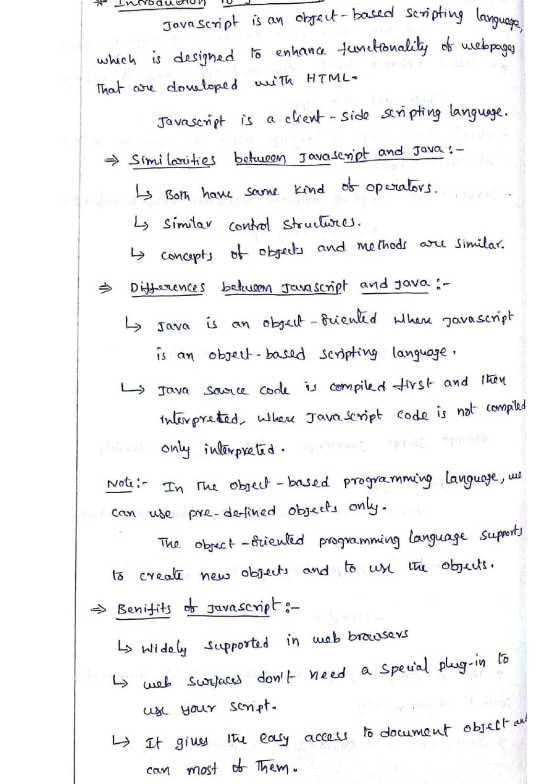 * Introduction to J
Javascript is an object-based scripting language,
which is designed to enhance functionality of webpages
that are doveloped with HTML.
Javascript is a client-side scripting language.
⇒ Similarities between Javascript and Java:-
↳ Both have same kind of operators.
↳ Similar control structures.
↳ concepts of objects and methods are similar.
⇒ Differences between Javascript and Java:-
↳ Java is an object-oriented where Javascript
is an object-based scripting language.
↳ Java source code is compiled first and then
interpreted, where Javascript code is not compiled
only interpreted.
Note:- In the object-based programming language, we
can use pre-defined objects only.
The object-oriented programming language supports
to create new objects and to use the objects.
⇒ Benifits of Javascript:-
↳ Widely supported in web browsers
↳ web surfaces don't need a special plug-in to
use your script.
↳ It gives the easy access to document object and
can most of them.